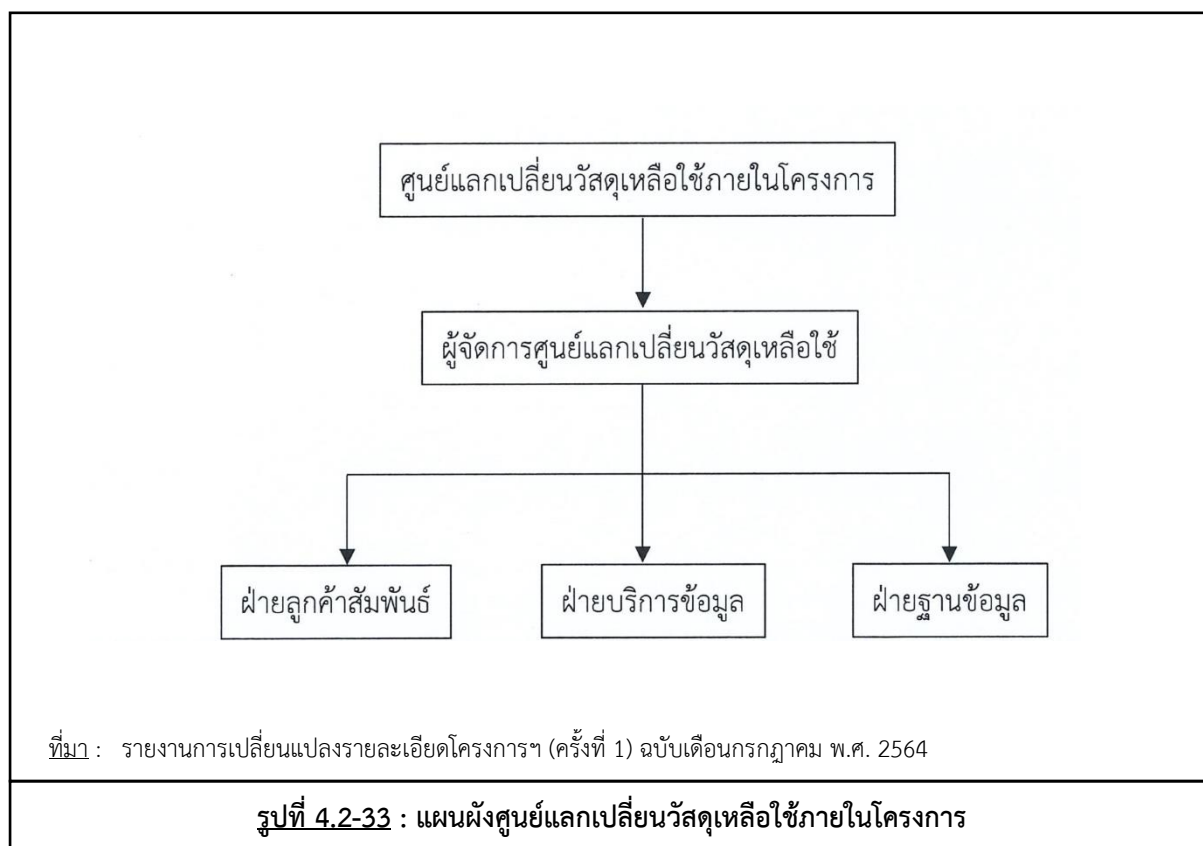 ศูนย์แลกเปลี่ยนวัสดุเหลือใช้ภายในโครงการ
ผู้จัดการศูนย์แลกเปลี่ยนวัสดุเหลือใช้
ฝ่ายลูกค้าสัมพันธ์
ฝ่ายบริการข้อมูล
ฝ่ายฐานข้อมูล
ที่มา : รายงานการเปลี่ยนแปลงรายละเอียดโครงการฯ (ครั้งที่ 1) ฉบับเดือนกรกฎาคม พ.ศ. 2564
รูปที่ 4.2-33 : แผนผังศูนย์แลกเปลี่ยนวัสดุเหลือใช้ภายในโครงการ